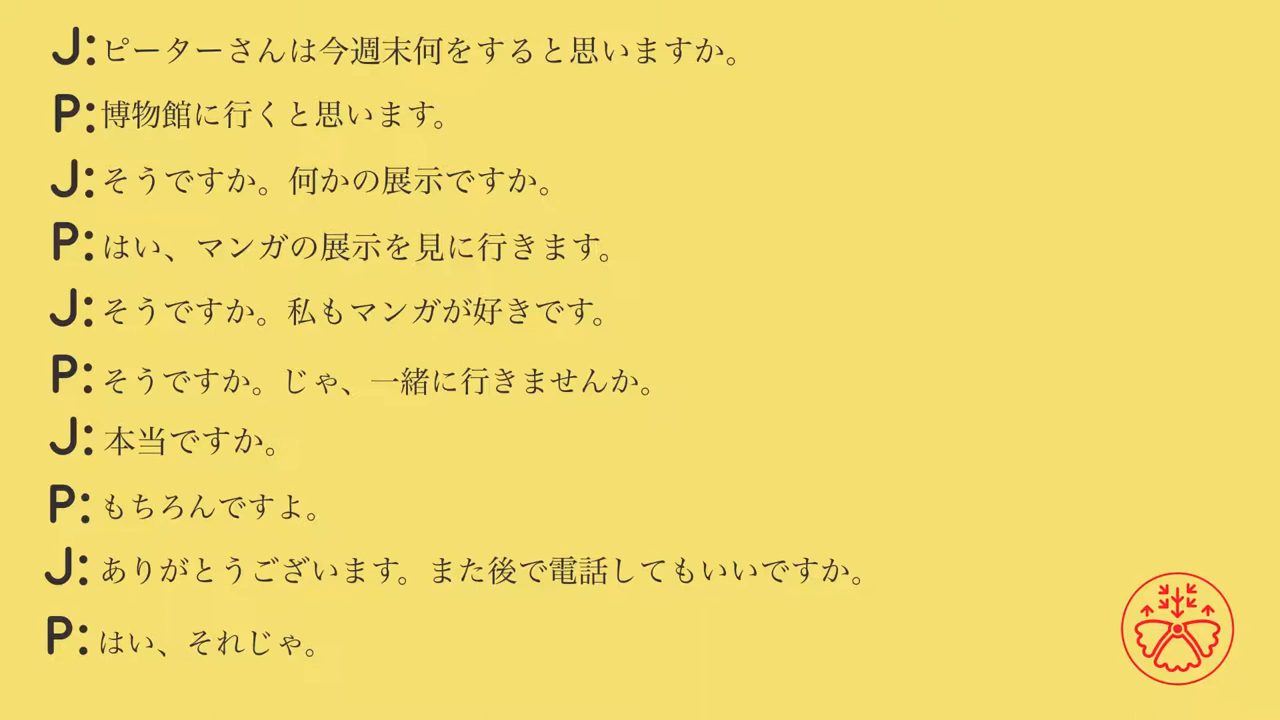 J:ピーターさんは今週末何をすると思いますか。
P:博物館に行くと思います。
J:そうですか。何かの展示ですか。
P:はい、マンガの展示を見に行きます。
J:そうですか。私もマンガが好きです。
P:そうですか。じゃ、一緒に行きませんか。
J:本当ですか。
P:もちろんですよ。
J:ありがとうございます。また後で電話してもいいですか。
P:はい、それじゃ。